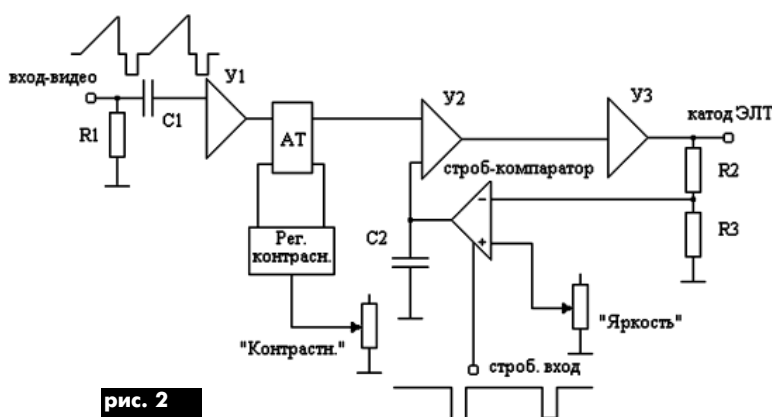 вход-видео
R1
C1
У1
АТ
Рег.
контрасн.
"Контрастн."
У2
строб-компаратор
C2
−
+
У3
катод ЭЛТ
R2
R3
"Яркость"
строб. вход
рис. 2